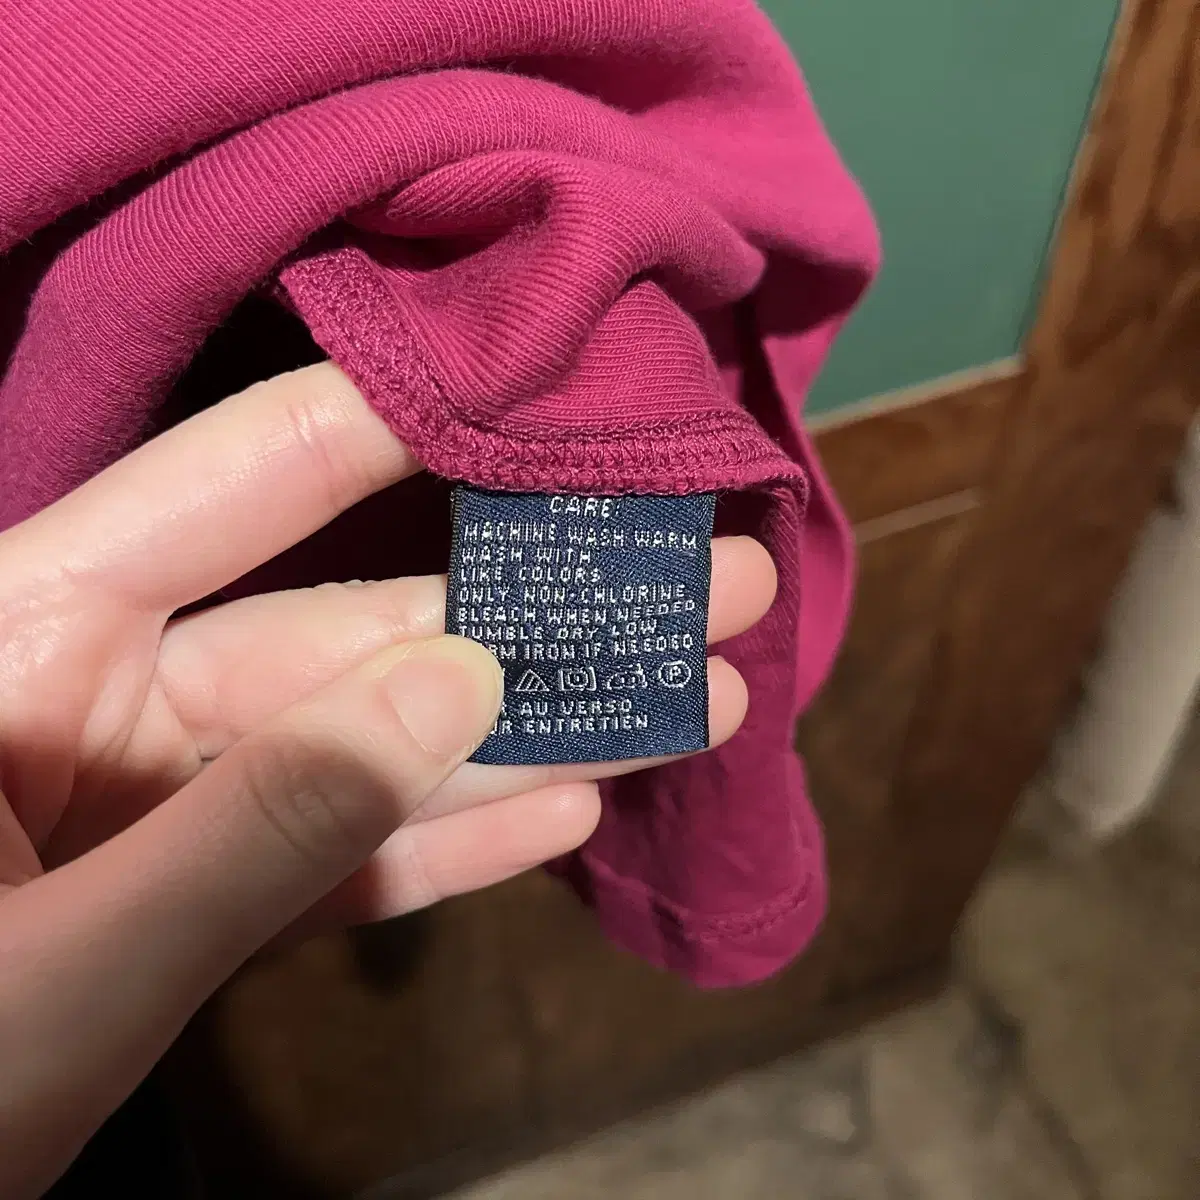 CARE:
MACHINE WASH WARM
WASH WITH
LIKE COLORS
ONLY NON-CHLORINE
BLEACH WHEN NEEDED
TUMBLE DRY LOW
IRON IF NEEDED
P
AU VERSO
ENTRETIEN